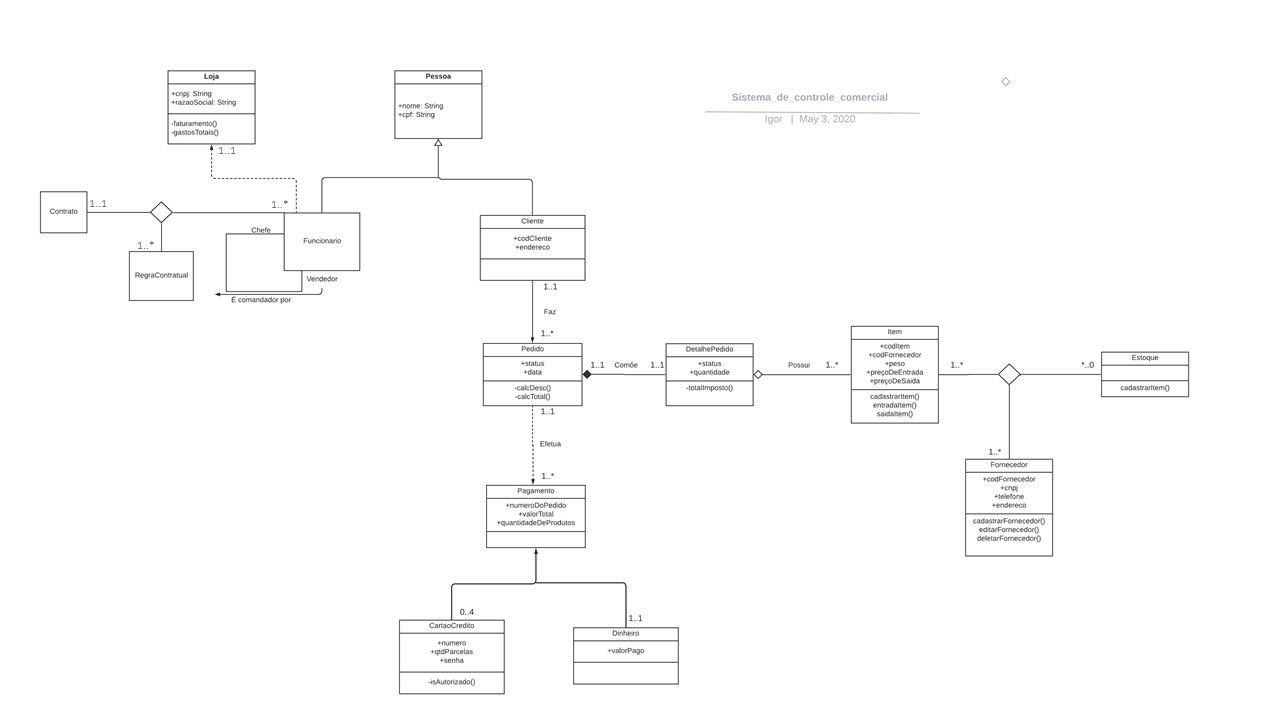 Loja
+cnpj: String
+razaoSocial: String
-faturamento()
-gastosTotais()
1..1
Pessoa
+nome: String
+cpf: String
Sistema_de_controle_comercial
Igor | May 3, 2020
Contrato
1..1
1..*
RegraContratual
1..*
Funcionario
Chefe
Vendedor
É comandador por
Cliente
+codCliente
+endereco
1..1
Faz
1..*
Pedido
+status
+data
-calcDesc()
-calcTotal()
1..1
Comõe
1..1
DetalhePedido
+status
+quantidade
-totalImposto()
Possui
1..*
Item
+codItem
+codFornecedor
+peso
+preçoDeEntrada
+preçoDeSaida
cadastrarItem()
entradaItem()
saidaItem()
1..*
*..0
Estoque
cadastrarItem()
1..*
Fornecedor
+codFornecedor
+cnpj
+telefone
+endereco
cadastrarFornecedor()
editarFornecedor()
deletarFornecedor()
1..1
Efetua
1..*
Pagamento
+numeroDoPedido
+valorTotal
+quantidadeDeProdutos
0..4
CartaoCredito
+numero
+qtdParcelas
+senha
-isAutorizado()
1..1
Dinheiro
+valorPago